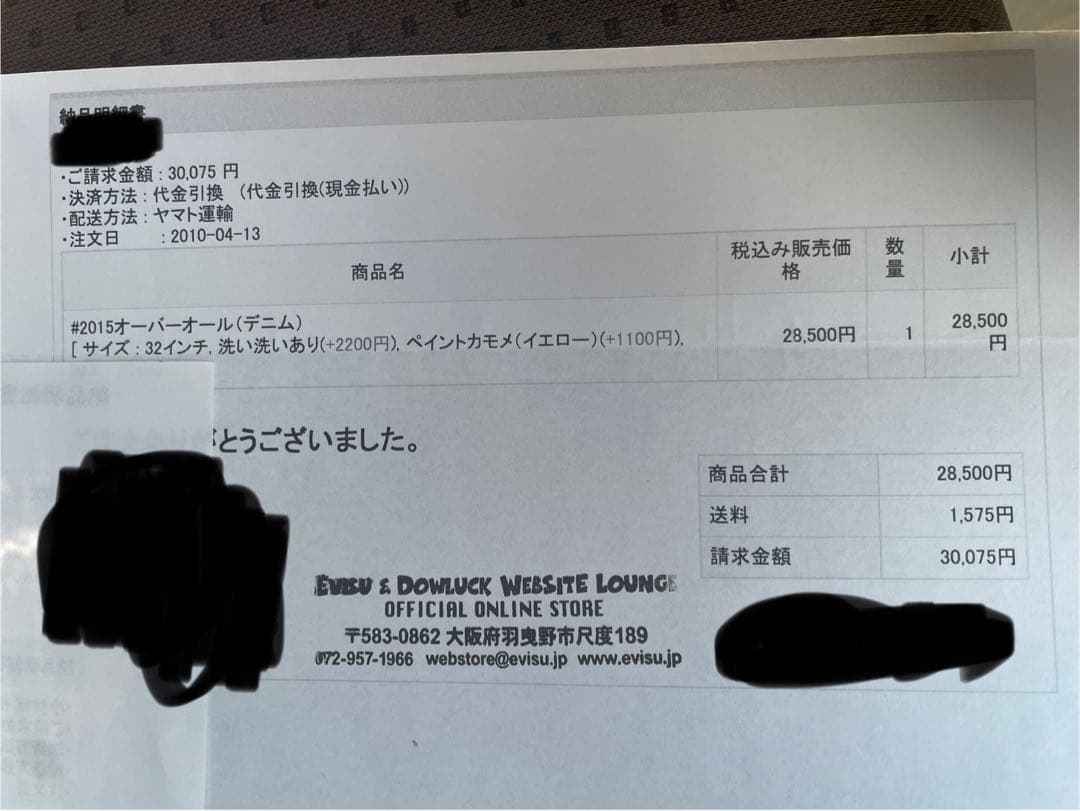 納品明細書
・ご請求金額 : 30,075 円
・決済方法 : 代金引換 (代金引換(現金払い))
・配送方法 : ヤマト運輸
・注文日 : 2010-04-13
商品名 税込み販売価格 数量 小計
#2015オーバーオール(デニム)
[ サイズ : 32インチ, 洗い洗いあり(+2200円), ペイントカモメ(イエロー)(+1100円),
28,500円 1 28,500円
とうございました。
商品合計 28,500円
送料 1,575円
請求金額 30,075円
EVISU & DOWLUCK WEBSITE LOUNGE
OFFICIAL ONLINE STORE
〒583-0862 大阪府羽曳野市尺度189
072-957-1966 webstore@evisu.jp www.evisu.jp